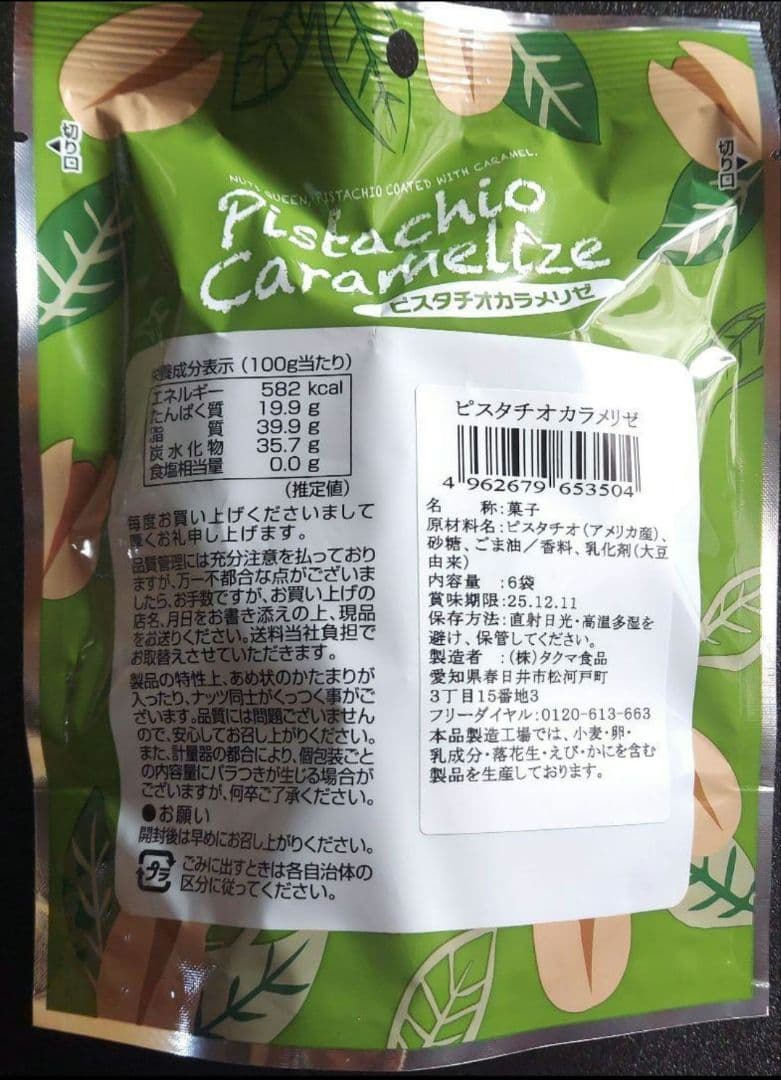 切り口
切り口
NUTS QUEEN, PISTACHIO COATED WITH CARAMEL.
Pistachio
Caramelize
ピスタチオカラメリゼ
栄養成分表示(100g当たり)
エネルギー 582 kcal
たんぱく質 19.9 g
脂質 39.9 g
炭水化物 35.7 g
食塩相当量 0.0 g
(推定値)
毎度お買い上げくださいまして
厚くお礼申し上げます。
品質管理には充分注意を払っており
ますが、万一不都合な点がございま
したら、お手数ですが、お買い上げの
店名、月日をお書き添えの上、現品
をお送りください。送料当社負担で
お取替えさせていただきます。
製品の特性上、あめ状のかたまりが
入ったり、ナッツ同士がくっつく事がご
ざいます。品質には問題ございません
ので、安心してお召し上がりください。
また、計量器の都合により、個包装ごと
の内容量にバラつきが生じる場合が
ございますが、何卒ご了承ください。
●お願い
開封後は早めにお召し上がりください。
プラ
ごみに出すときは各自治体の
区分に従ってください。
ピスタチオカラメリゼ
4 962679 653504
名称:菓子
原材料名:ピスタチオ(アメリカ産)、
砂糖、ごま油/香料、乳化剤(大豆
由来)
内容量:6袋
賞味期限:25.12.11
保存方法:直射日光・高温多湿を
避け、保管してください。
製造者:(株)タクマ食品
愛知県春日井市松河戸町
3丁目15番地3
フリーダイヤル:0120-613-663
本品製造工場では、小麦・卵・
乳成分・落花生・えび・かにを含む
製品を生産しております。